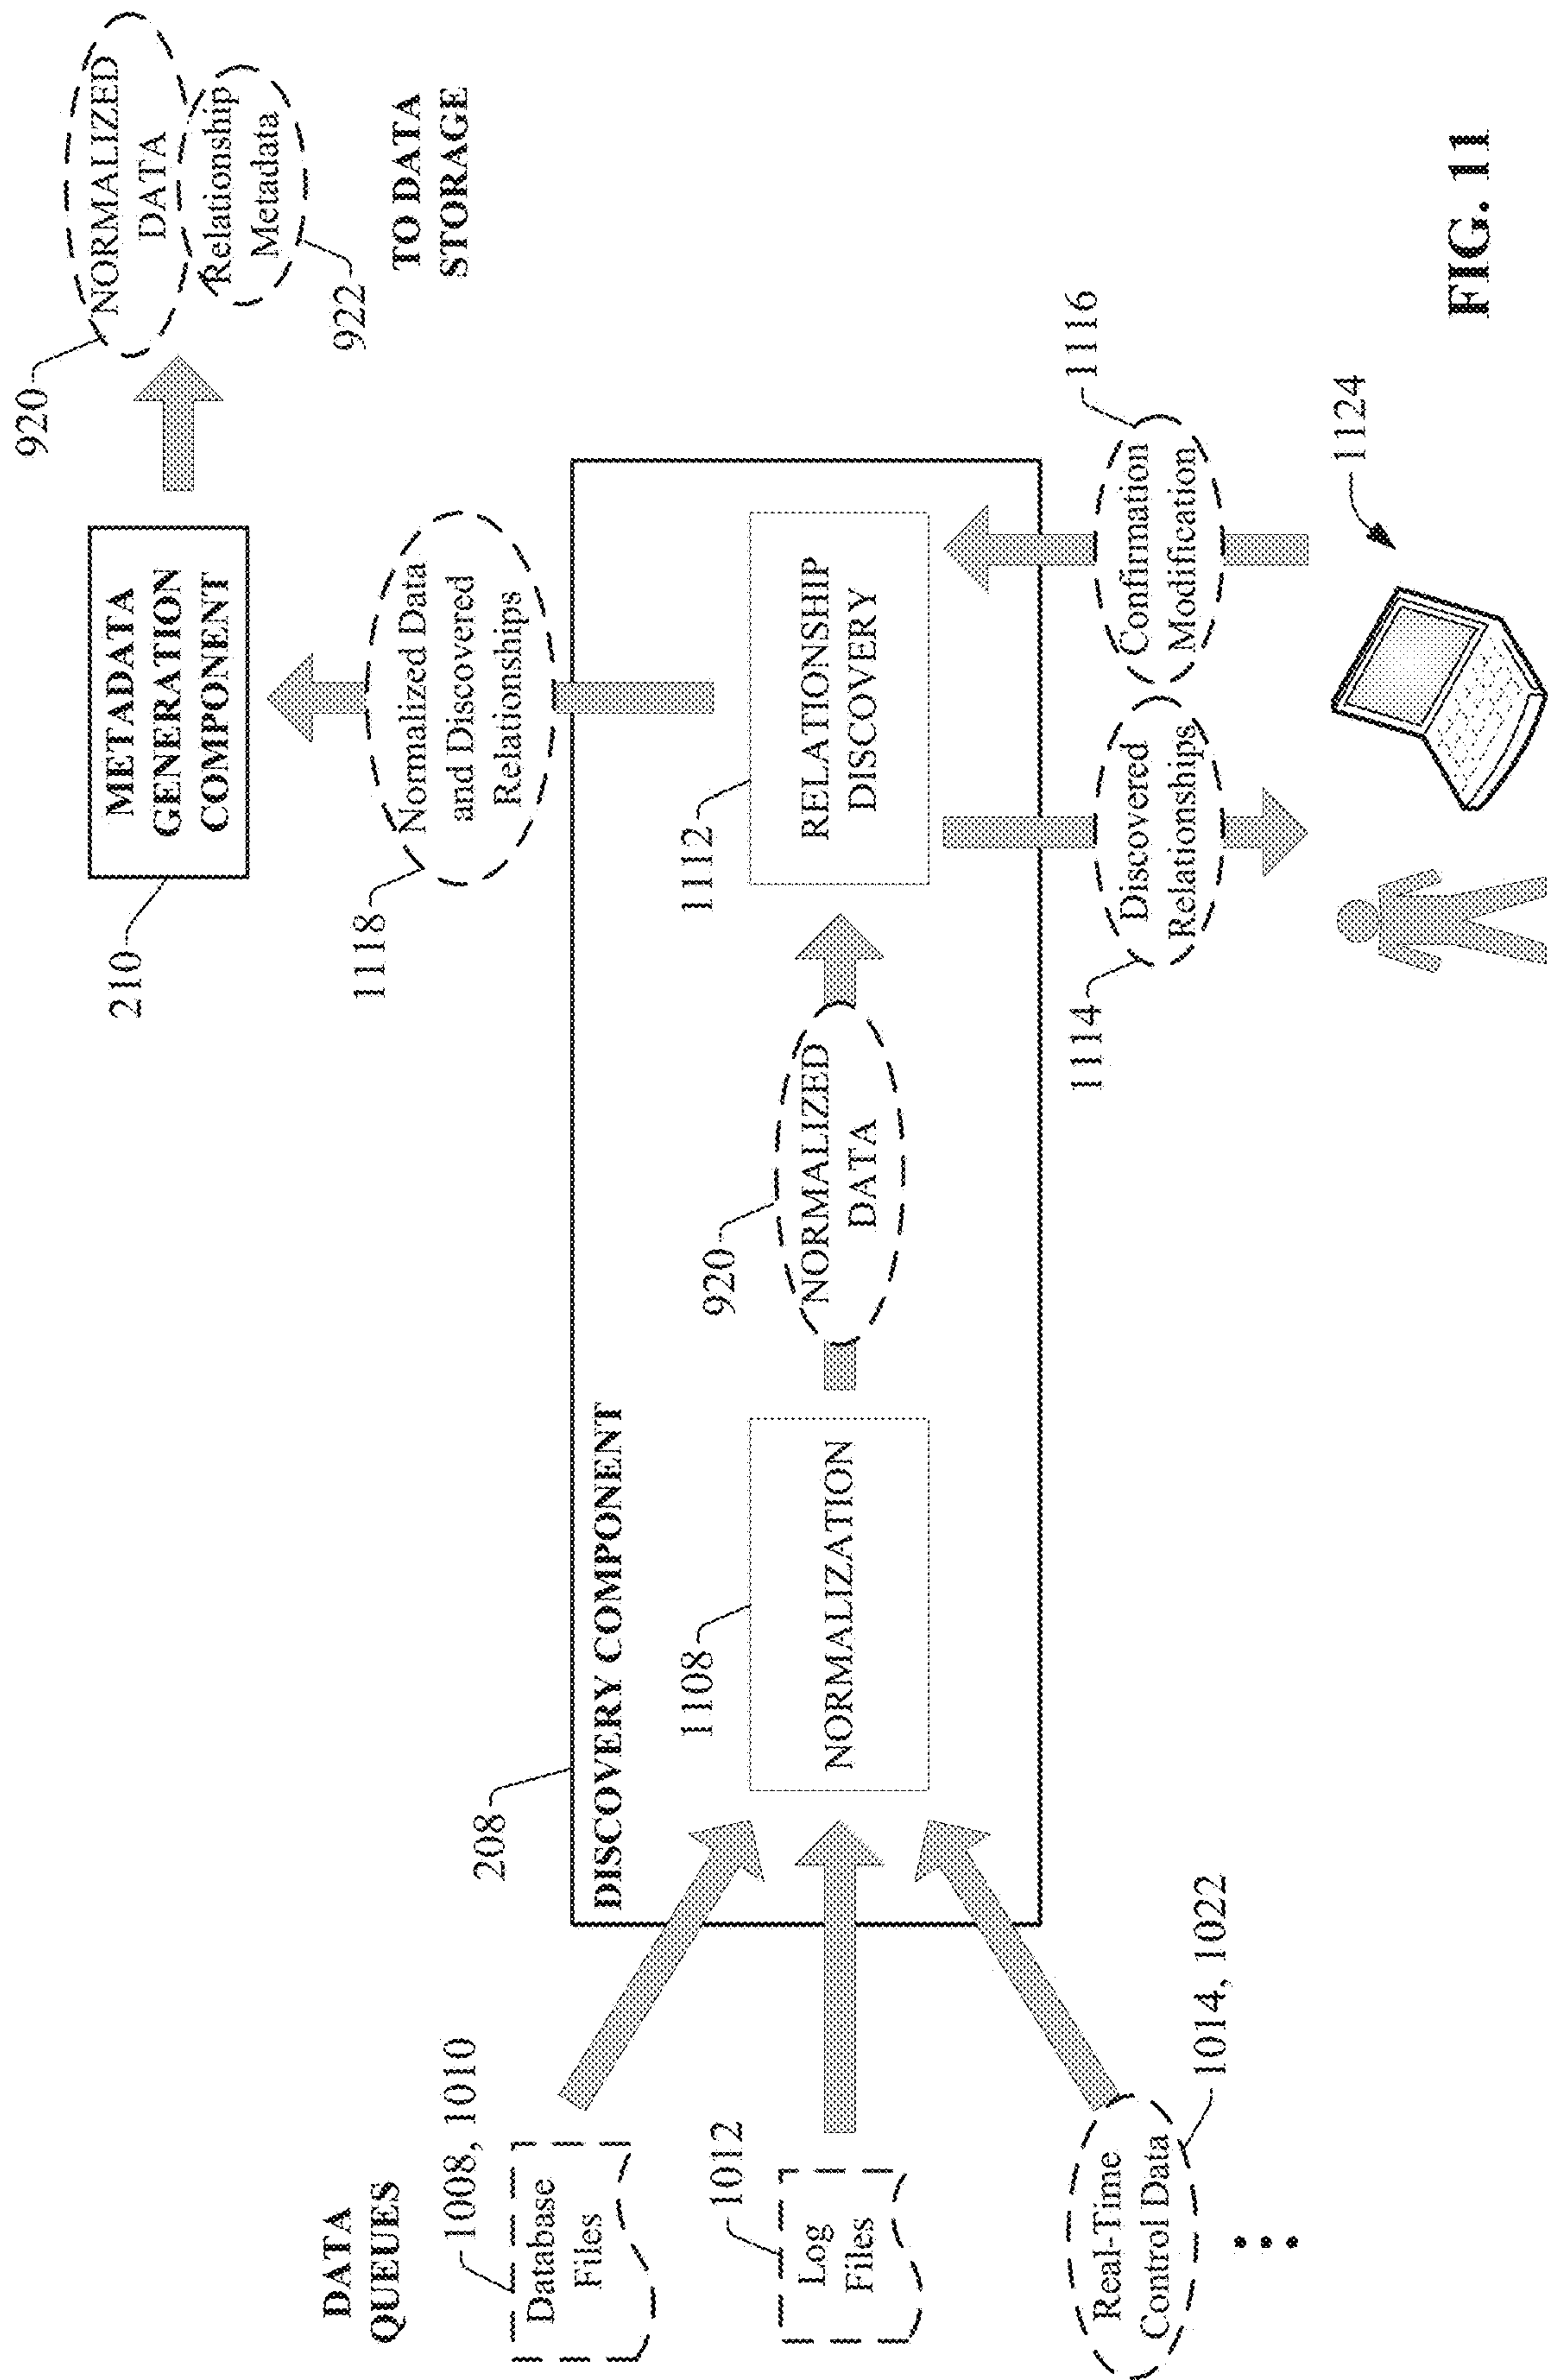 DATA
QUEUES
1008, 1010
Database
Files
1012
Log
Files
Real-Time
Control Data
1014, 1022
208
DISCOVERY COMPONENT
1108
NORMALIZATION
920
NORMALIZED
DATA
1112
RELATIONSHIP
DISCOVERY
1118
Normalized Data
and Discovered
Relationships
210
METADATA
GENERATION
COMPONENT
920
NORMALIZED
DATA
Relationship
Metadata
922
TO DATA
STORAGE
1114
Discovered
Relationships
Confirmation
Modification
1116
1124
FIG. 11